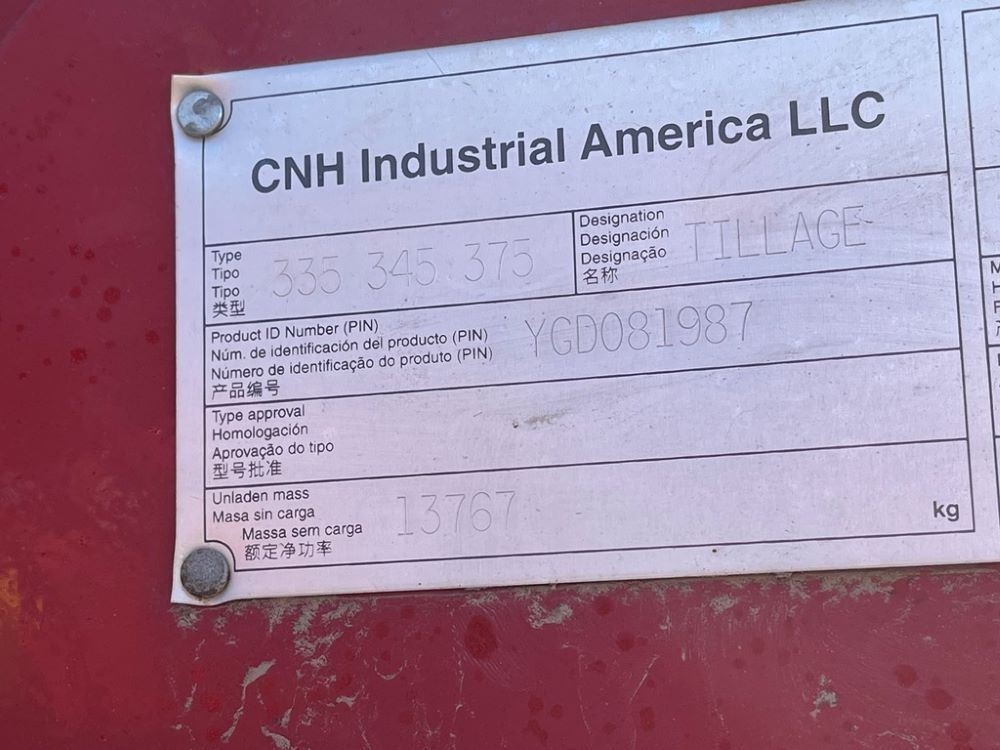 CNH Industrial America LLC
Type
Tipo
Tipo
类型
335 345 375
Designation
Designación
Designação
名称
TILLAGE
Product ID Number (PIN)
Núm. de identificación del producto (PIN)
Número de identificação do produto (PIN)
产品编号
YGD081987
Type approval
Homologación
Aprovação do tipo
型号批准
Unladen mass
Masa sin carga
Massa sem carga
额定净功率
13767
kg